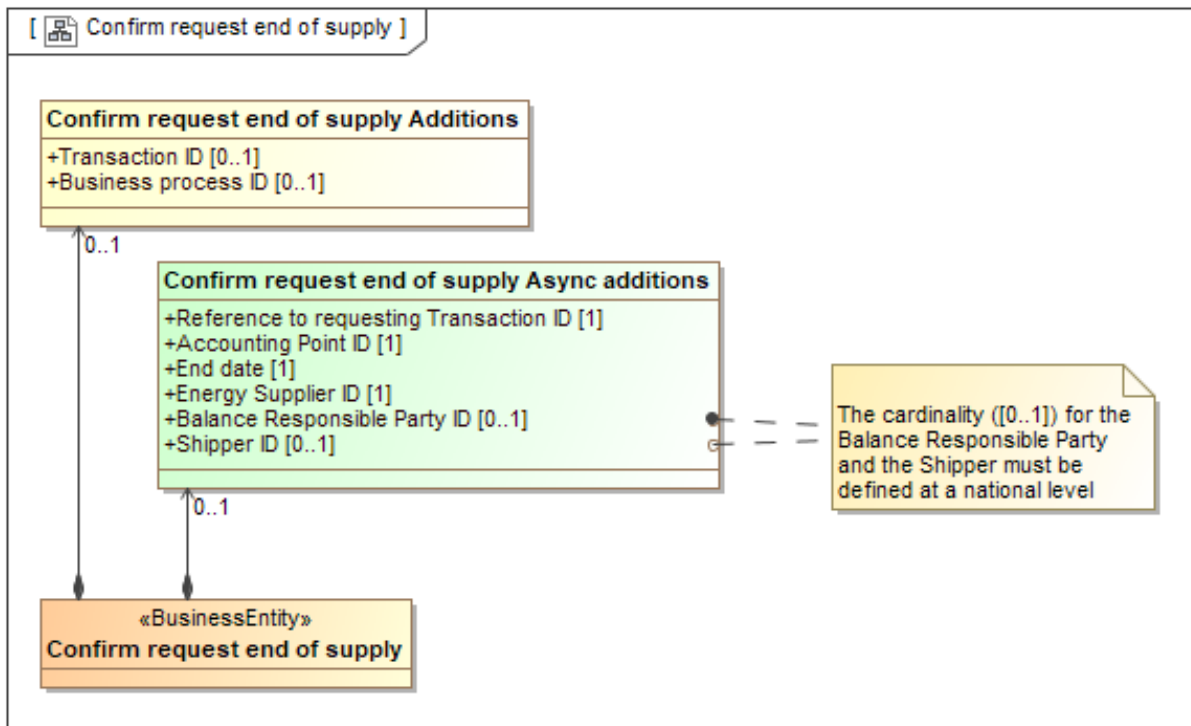 [ Confirm request end of supply ]
Confirm request end of supply Additions
+Transaction ID [0..1]
+Business process ID [0..1]
0..1
Confirm request end of supply Async additions
+Reference to requesting Transaction ID [1]
+Accounting Point ID [1]
+End date [1]
+Energy Supplier ID [1]
+Balance Responsible Party ID [0..1]
+Shipper ID [0..1]
The cardinality ([0..1]) for the
Balance Responsible Party
and the Shipper must be
defined at a national level
0..1
«BusinessEntity»
Confirm request end of supply